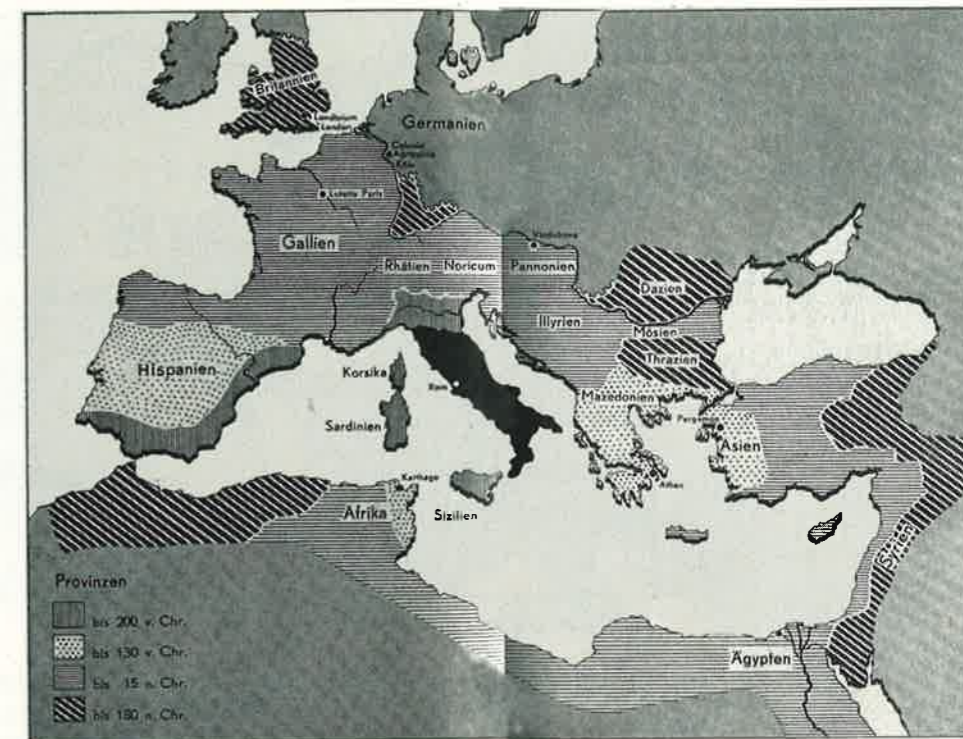 Britannien
Londinium
London
Germanien
Colonia
Agrippina
Köln
Lutetia Paris
Gallien
Vindobona
Rhätien
Noricum
Pannonien
Dazien
Illyrien
Mösien
Thrazien
Hispanien
Korsika
Rom
Mazedonien
Sardinien
Asien
Athen
Karthago
Afrika
Sizilien
Syrien
Ägypten
Provinzen
bis 200 v. Chr.
bis 130 v. Chr.
bis 15 n. Chr.
bis 180 n. Chr.